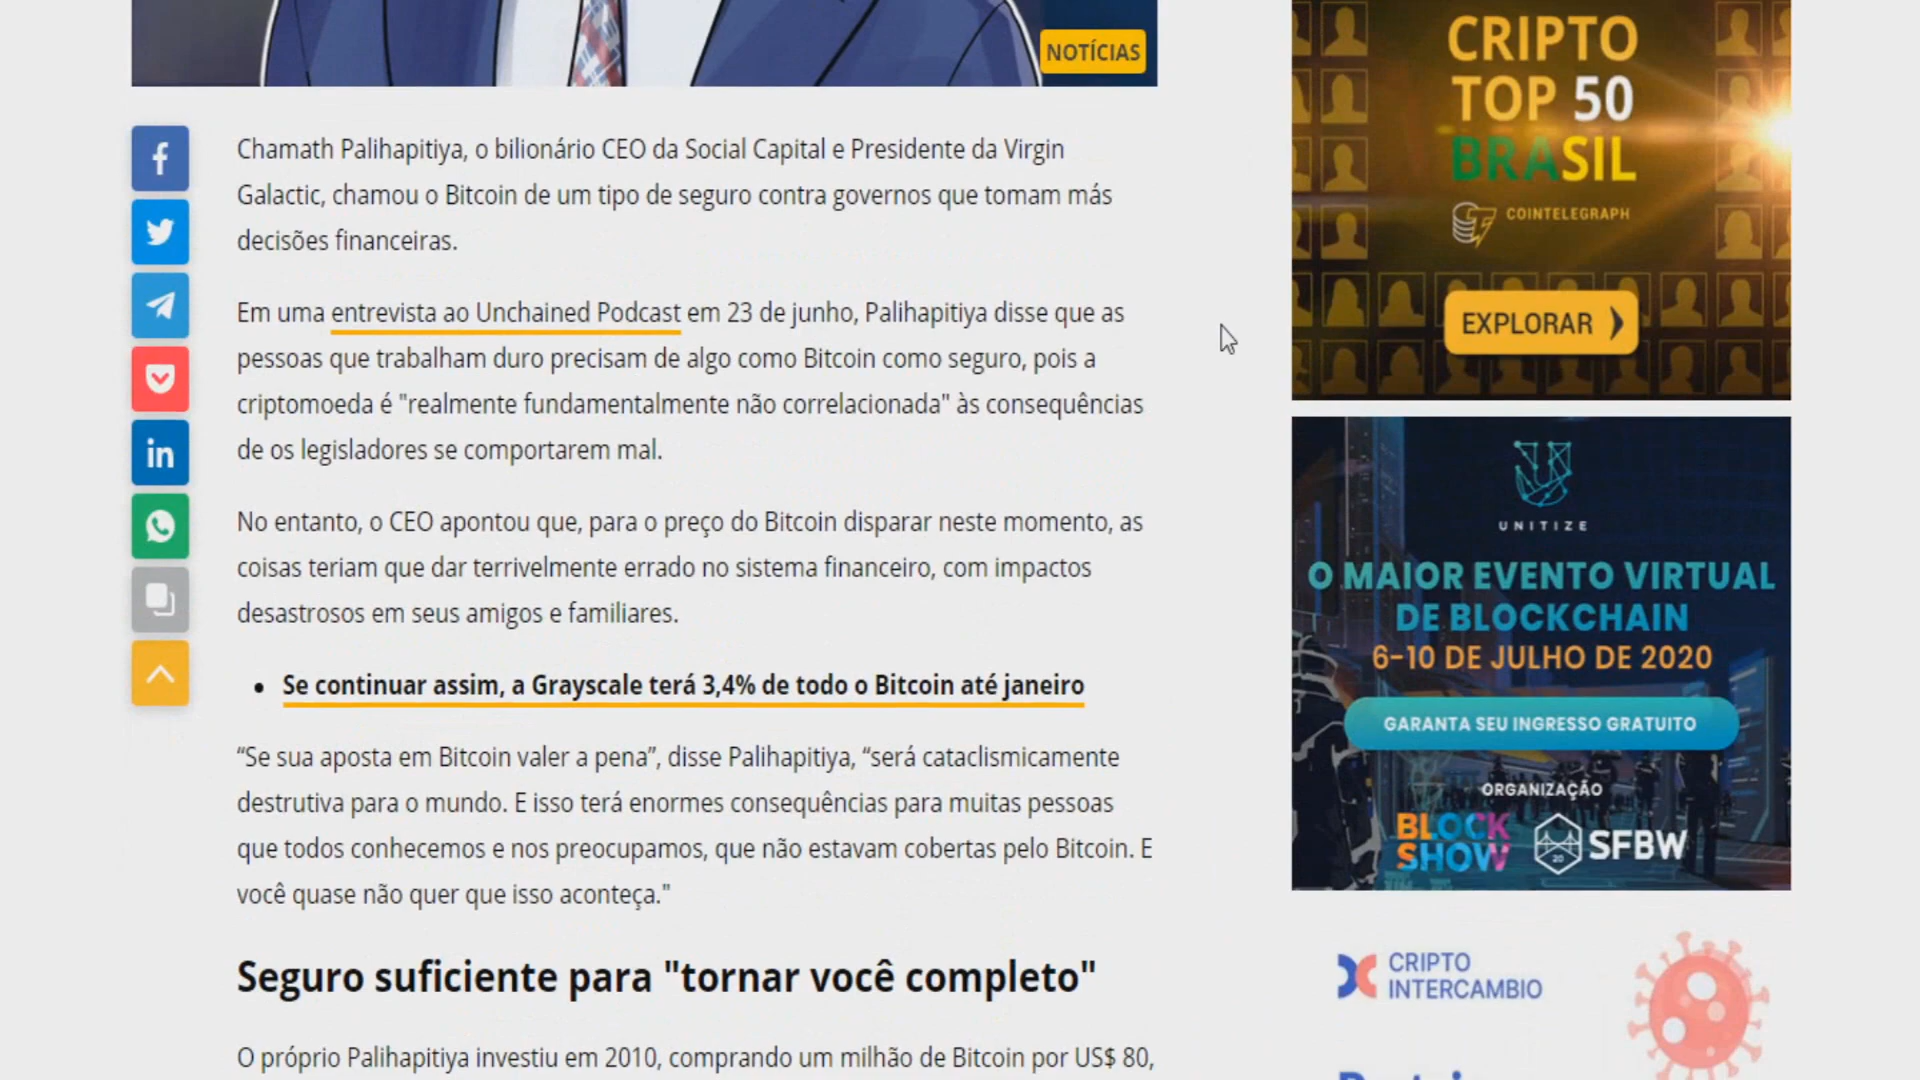 NOTÍCIAS
Chamath Palihapitiya, o bilionário CEO da Social Capital e Presidente da Virgin
Galactic, chamou o Bitcoin de um tipo de seguro contra governos que tomam más
decisões financeiras.
Em uma entrevista ao Unchained Podcast em 23 de junho, Palihapitiya disse que as
pessoas que trabalham duro precisam de algo como Bitcoin como seguro, pois a
criptomoeda é "realmente fundamentalmente não correlacionada" às consequências
de os legisladores se comportarem mal.
No entanto, o CEO apontou que, para o preço do Bitcoin disparar neste momento, as
coisas teriam que dar terrivelmente errado no sistema financeiro, com impactos
desastrosos em seus amigos e familiares.
• Se continuar assim, a Grayscale terá 3,4% de todo o Bitcoin até janeiro
“Se sua aposta em Bitcoin valer a pena”, disse Palihapitiya, “será cataclismicamente
destrutiva para o mundo. E isso terá enormes consequências para muitas pessoas
que todos conhecemos e nos preocupamos, que não estavam cobertas pelo Bitcoin. E
você quase não quer que isso aconteça."
Seguro suficiente para "tornar você completo"
O próprio Palihapitiya investiu em 2010, comprando um milhão de Bitcoin por US$ 80,
CRIPTO
TOP 50
BRASIL
COINTELEGRAPH
EXPLORAR
UNITIZE
O MAIOR EVENTO VIRTUAL
DE BLOCKCHAIN
6-10 DE JULHO DE 2020
GARANTA SEU INGRESSO GRATUITO
ORGANIZAÇÃO
BLOCK
SHOW
20
SFBW
CRIPTO
INTERCAMBIO